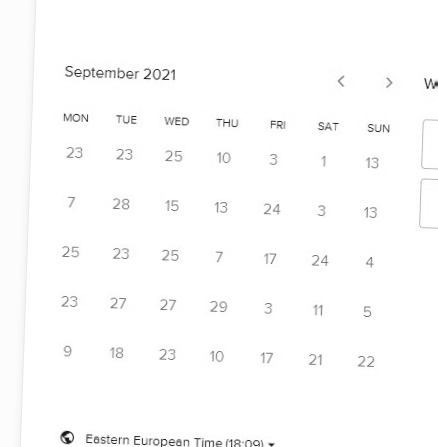 September 2021
MON TUE WED THU FRI SAT SUN
23 23 25 10 3 1 13
7 28 15 13 24 3 13
25 23 25 7 17 24 4
23 27 27 29 3 11 5
9 18 23 10 17 21 22
Eastern European Time (18:09)